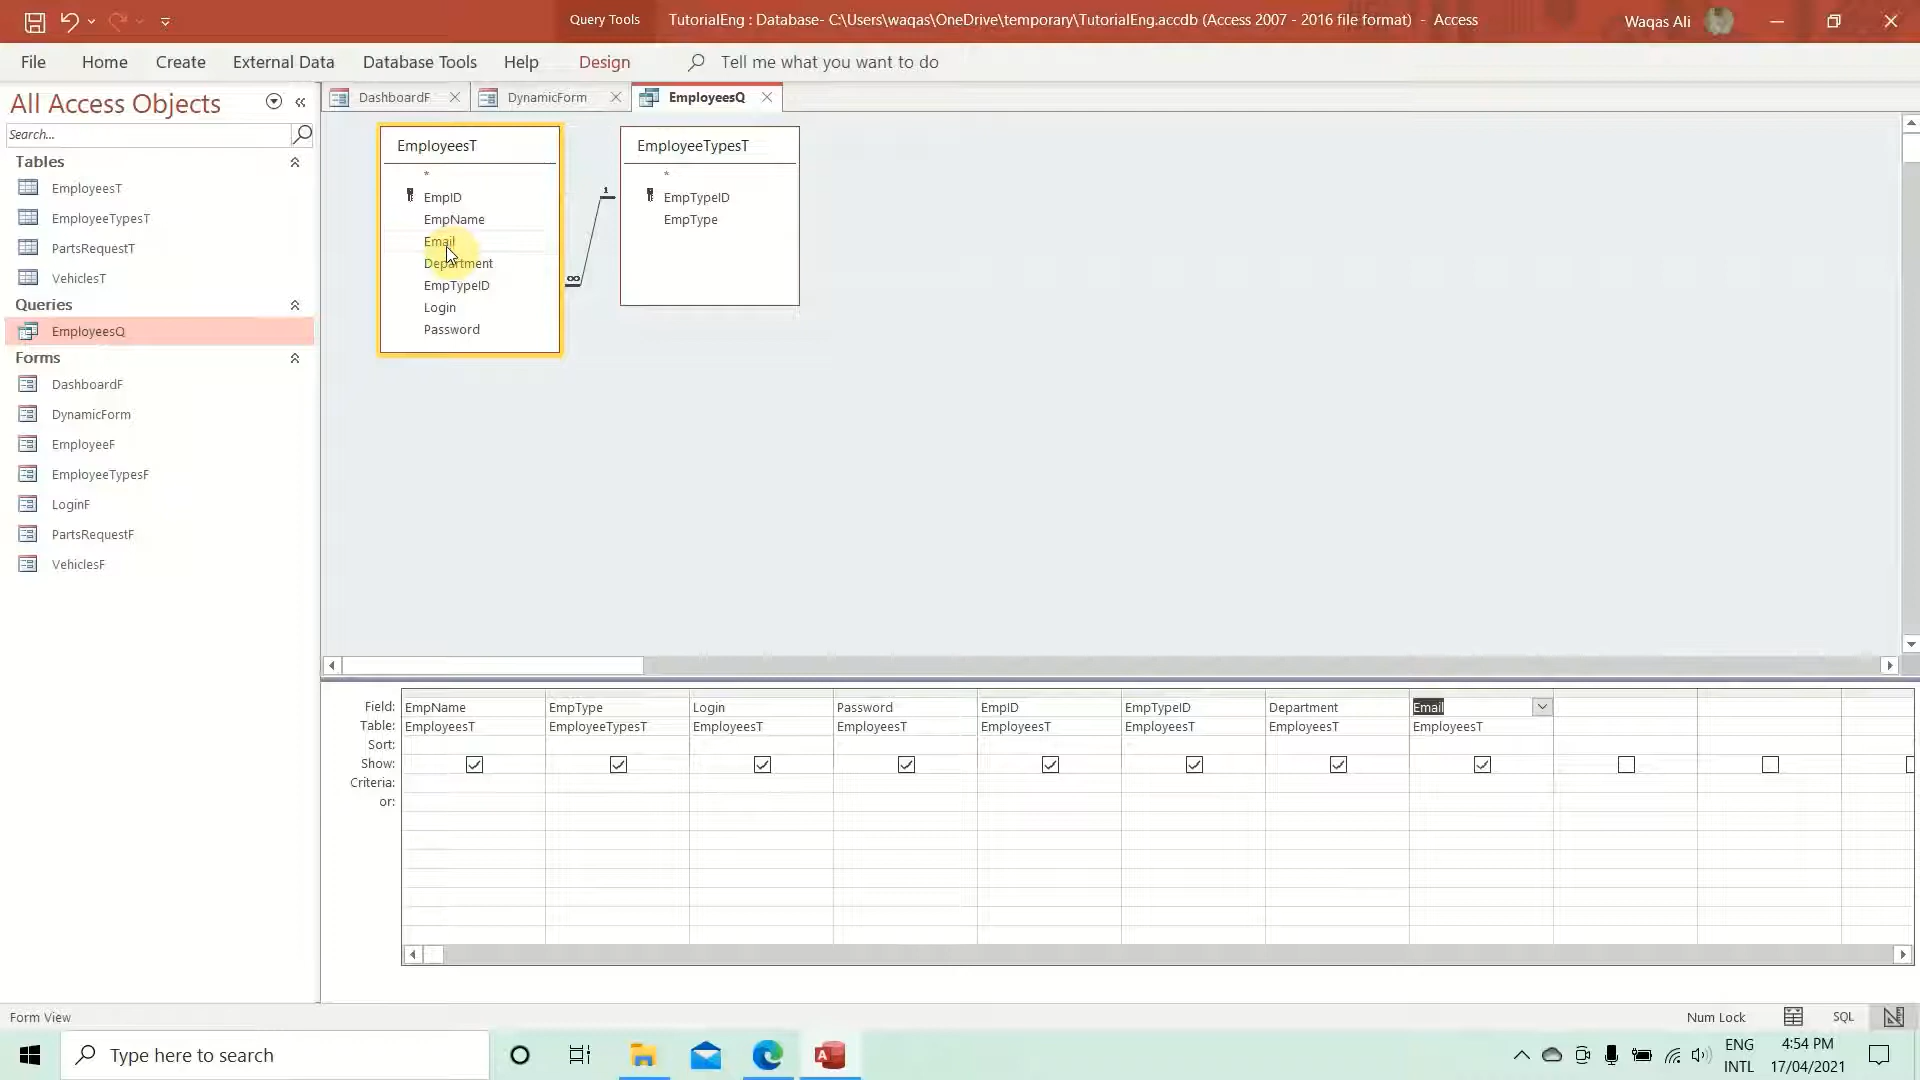 Query Tools
TutorialEng : Database- C:\Users\waqas\OneDrive\temporary\TutorialEng.accdb (Access 2007 - 2016 file format) - Access
Waqas Ali
File Home Create External Data Database Tools Help Design Tell me what you want to do
All Access Objects
Search...
Tables
EmployeesT
EmployeeTypesT
PartsRequestT
VehiclesT
Queries
EmployeesQ
Forms
DashboardF
DynamicForm
EmployeeF
EmployeeTypesF
LoginF
PartsRequestF
VehiclesF
DashboardF DynamicForm EmployeesQ
EmployeesT
*
EmpID
EmpName
Email
Department
EmpTypeID
Login
Password
1
∞
EmployeeTypesT
*
EmpTypeID
EmpType
Field: EmpName EmpType Login Password EmpID EmpTypeID Department Email
Table: EmployeesT EmployeeTypesT EmployeesT EmployeesT EmployeesT EmployeesT EmployeesT EmployeesT
Sort:
Show:
Criteria:
or:
Form View
Num Lock
SQL
Type here to search
ENG
INTL
4:54 PM
17/04/2021